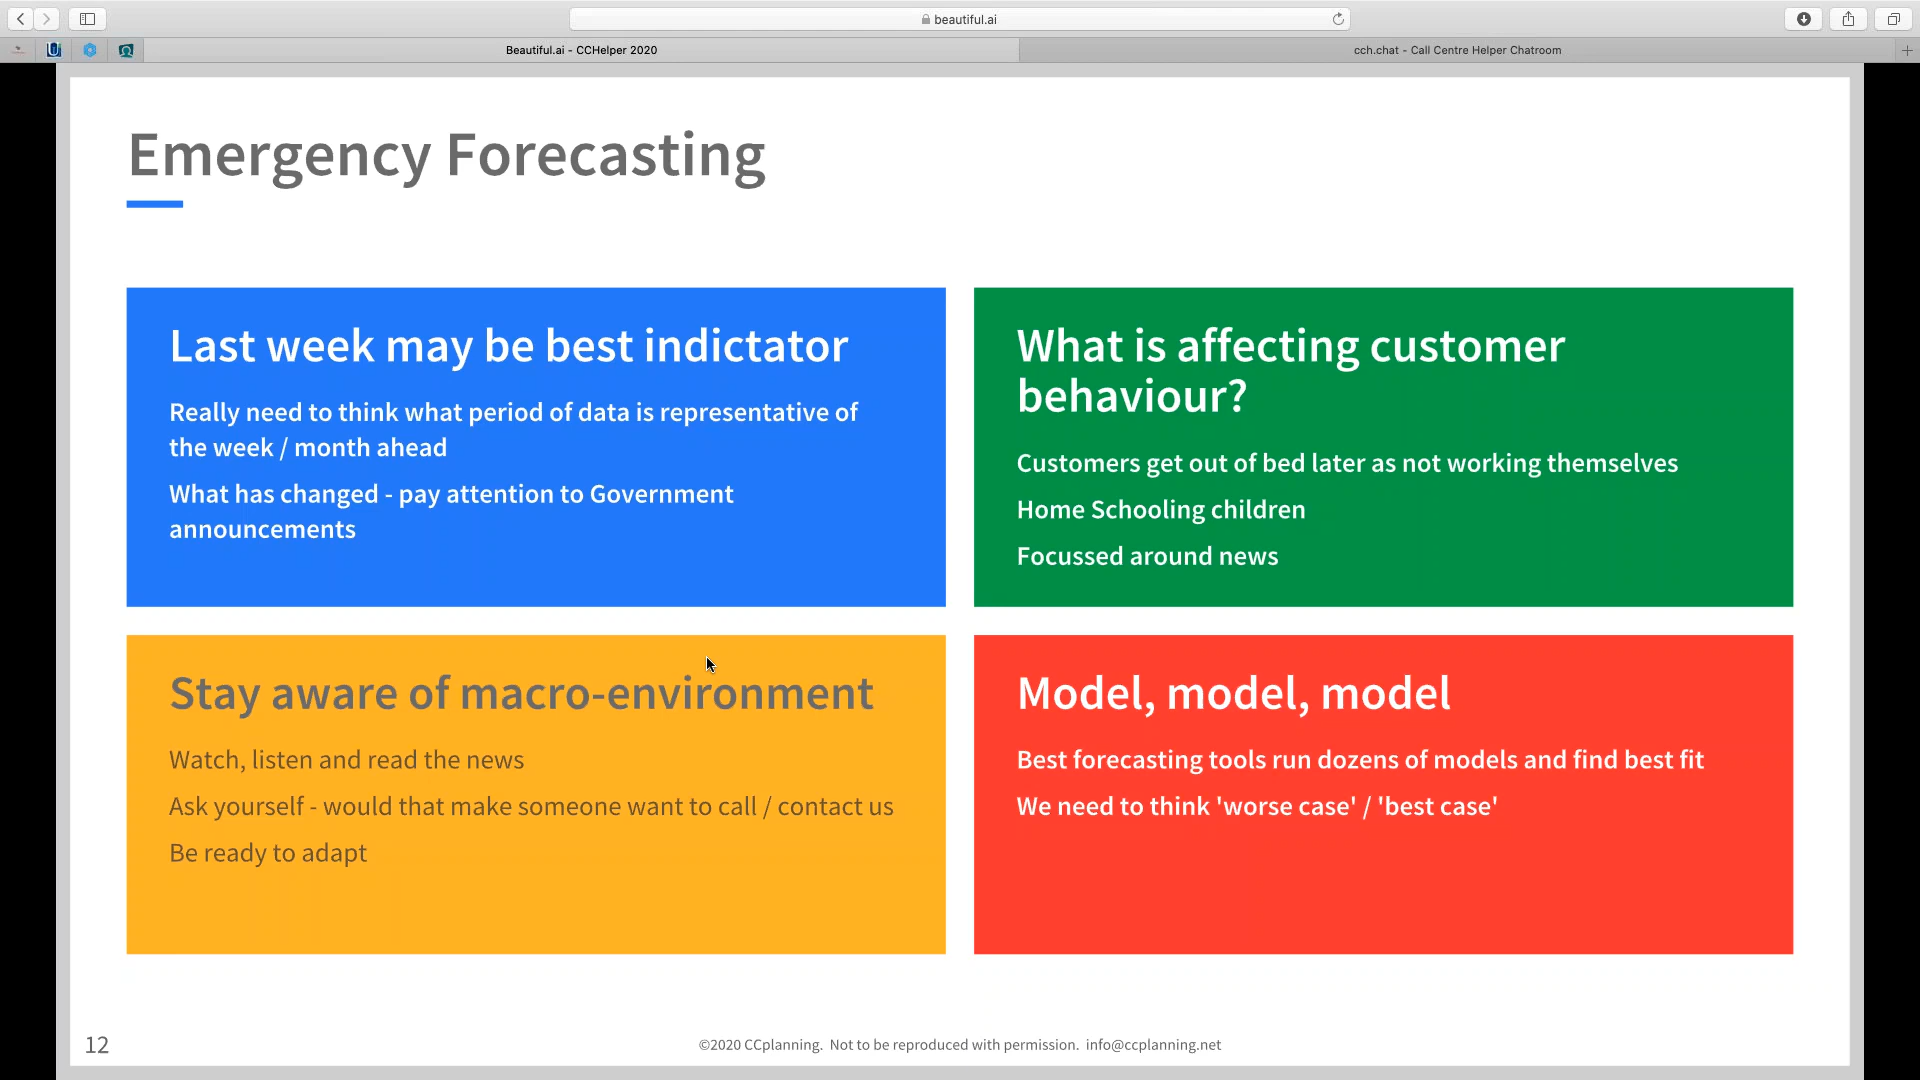 beautiful.ai
Beautiful.ai - CCHelper 2020
cch.chat - Call Centre Helper Chatroom
Emergency Forecasting
Last week may be best indictator
Really need to think what period of data is representative of
the week / month ahead
What has changed - pay attention to Government
announcements
What is affecting customer
behaviour?
Customers get out of bed later as not working themselves
Home Schooling children
Focussed around news
Stay aware of macro-environment
Watch, listen and read the news
Ask yourself - would that make someone want to call / contact us
Be ready to adapt
Model, model, model
Best forecasting tools run dozens of models and find best fit
We need to think 'worse case' / 'best case'
12
©2020 CCplanning. Not to be reproduced with permission. info@ccplanning.net